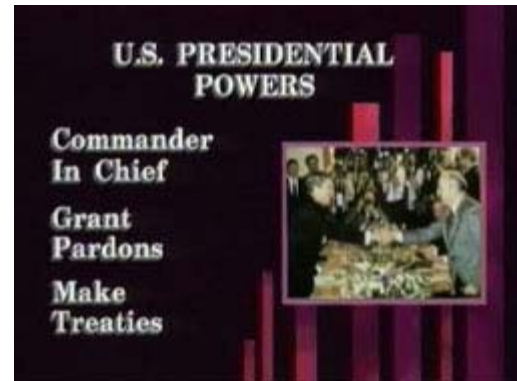 U.S. PRESIDENTIAL
POWERS
Commander
In Chief
Grant
Pardons
Make
Treaties